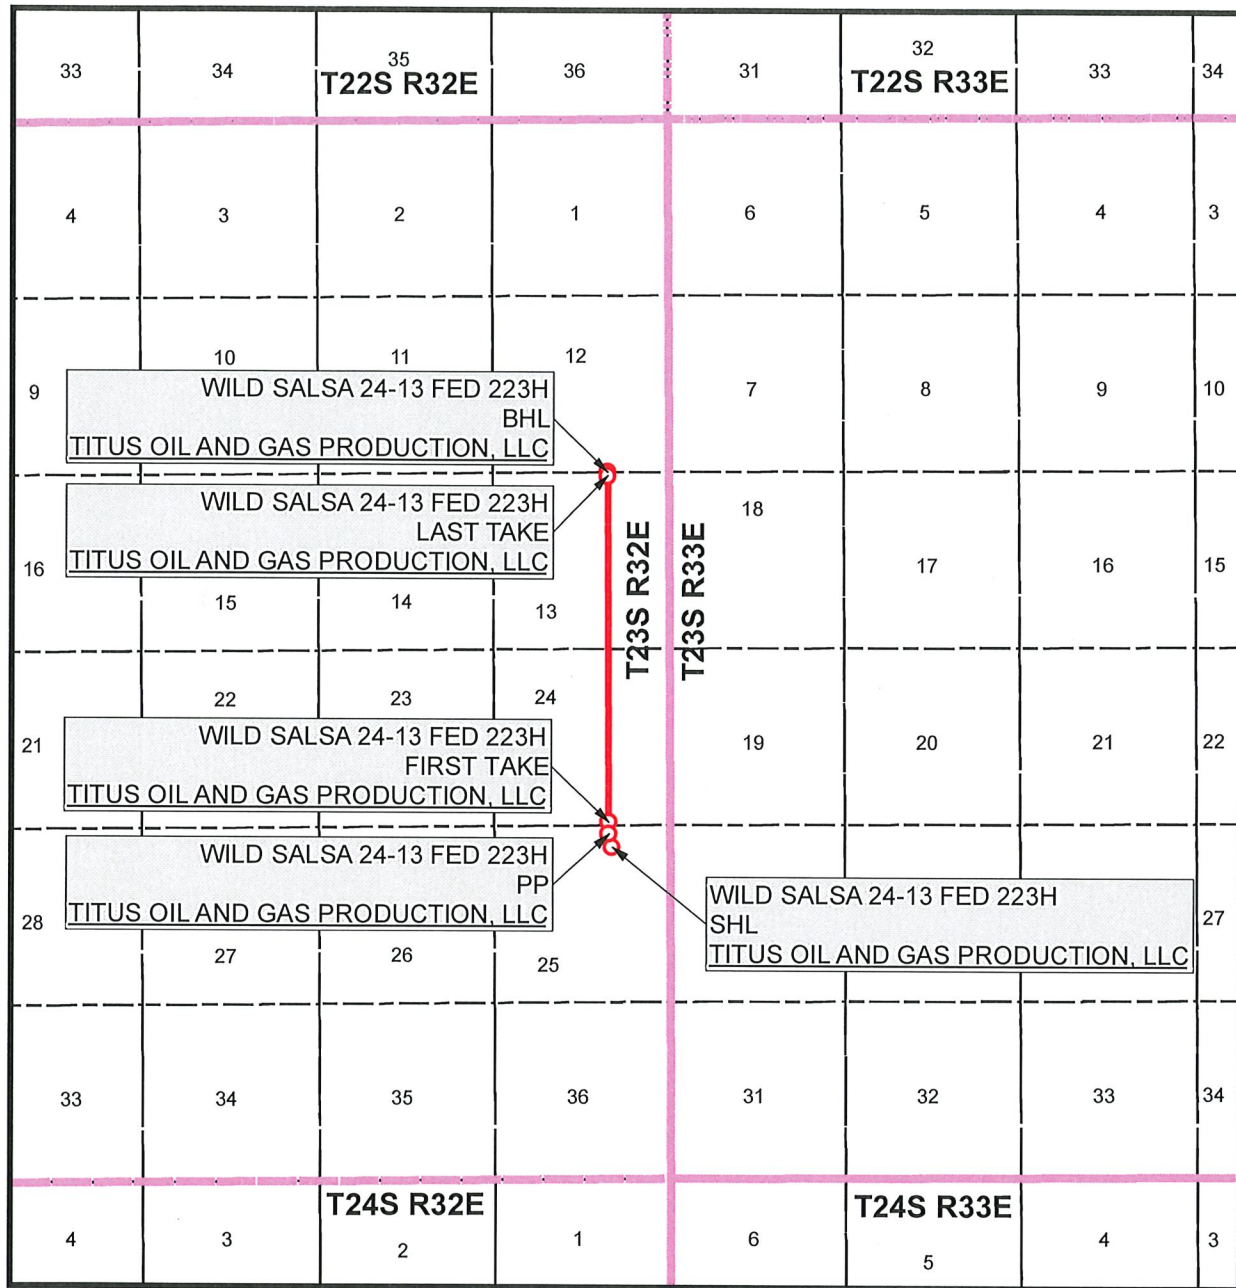 33 34 35 36 31 32 33 34
T22S R32E T22S R33E
4 3 2 1 6 5 4 3
10 11 12
9 7 8 9 10
WILD SALSA 24-13 FED 223H
BHL
TITUS OIL AND GAS PRODUCTION, LLC
WILD SALSA 24-13 FED 223H
LAST TAKE
TITUS OIL AND GAS PRODUCTION, LLC
18
16 17 16 15
15 14 13
T23S R32E
T23S R33E
22 23 24
21 19 20 21 22
WILD SALSA 24-13 FED 223H
FIRST TAKE
TITUS OIL AND GAS PRODUCTION, LLC
WILD SALSA 24-13 FED 223H
PP
TITUS OIL AND GAS PRODUCTION, LLC
WILD SALSA 24-13 FED 223H
SHL
TITUS OIL AND GAS PRODUCTION, LLC
28 27
27 26 25
33 34 35 36 31 32 33 34
T24S R32E T24S R33E
4 3 2 1 6 5 4 3